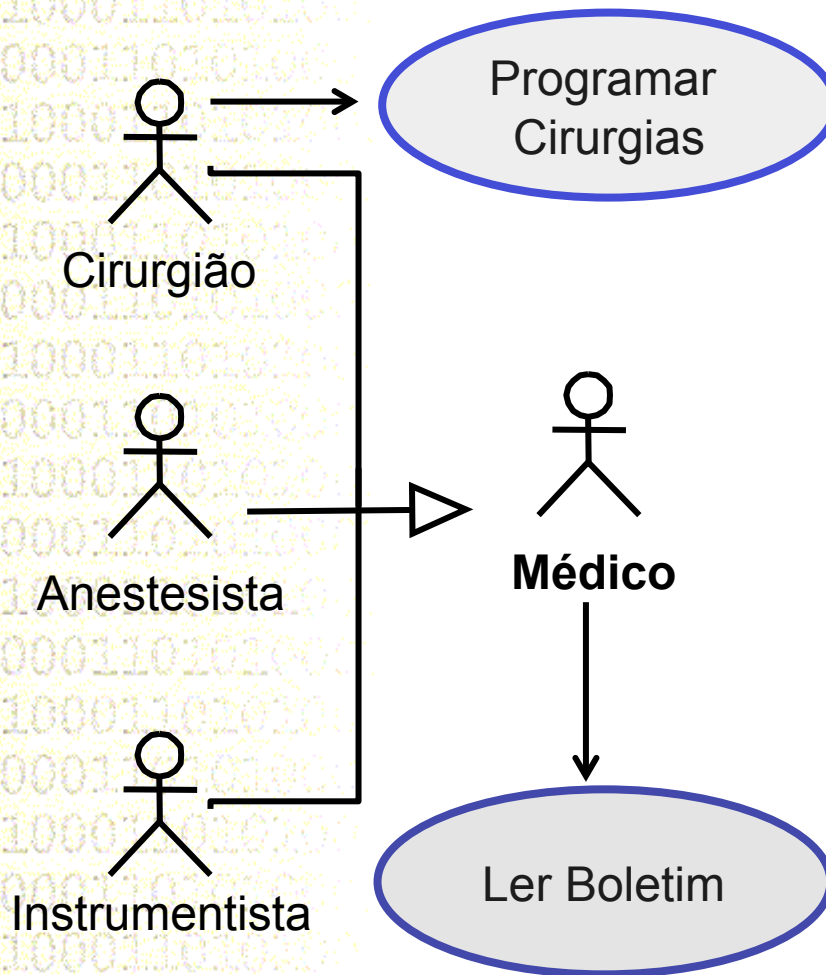 Programar
Cirurgias
Cirurgião
Anestesista
Médico
Instrumentista
Ler Boletim